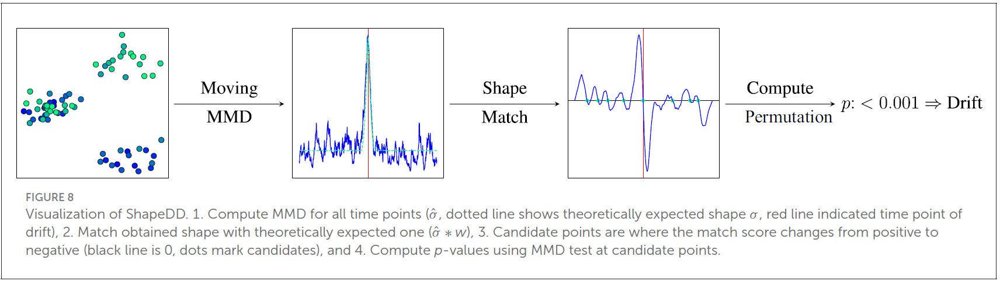 Moving
MMD
Shape
Match
Compute
Permutation
p: < 0.001 ⇒ Drift
FIGURE 8
Visualization of ShapeDD. 1. Compute MMD for all time points (σ̂, dotted line shows theoretically expected shape σ, red line indicated time point of
drift), 2. Match obtained shape with theoretically expected one (σ̂ ∗ w), 3. Candidate points are where the match score changes from positive to
negative (black line is 0, dots mark candidates), and 4. Compute p-values using MMD test at candidate points.